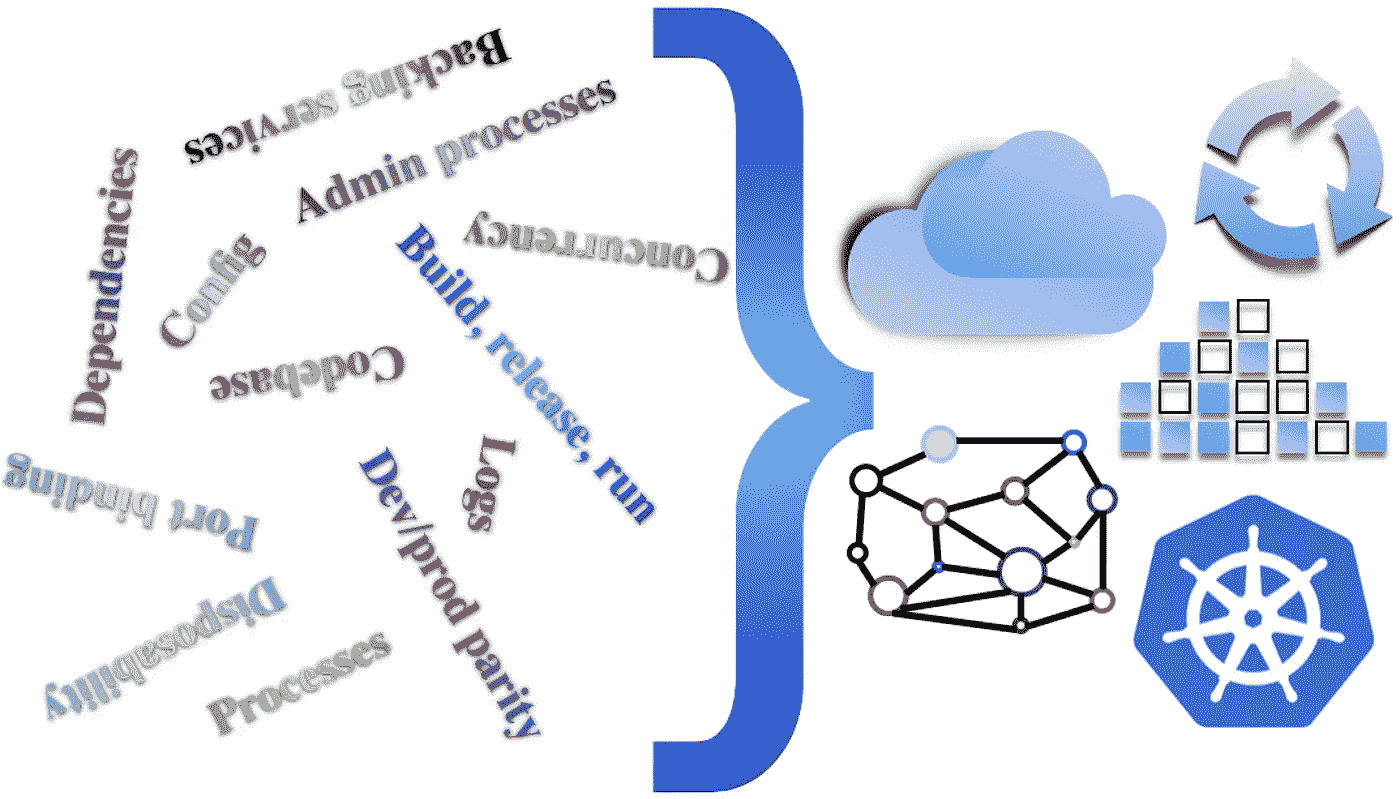 Backing services
Admin processes
Dependencies
Concurrency
Config
Build, release, run
Codebase
Logs
Port binding
Dev/prod parity
Disposability
Processes